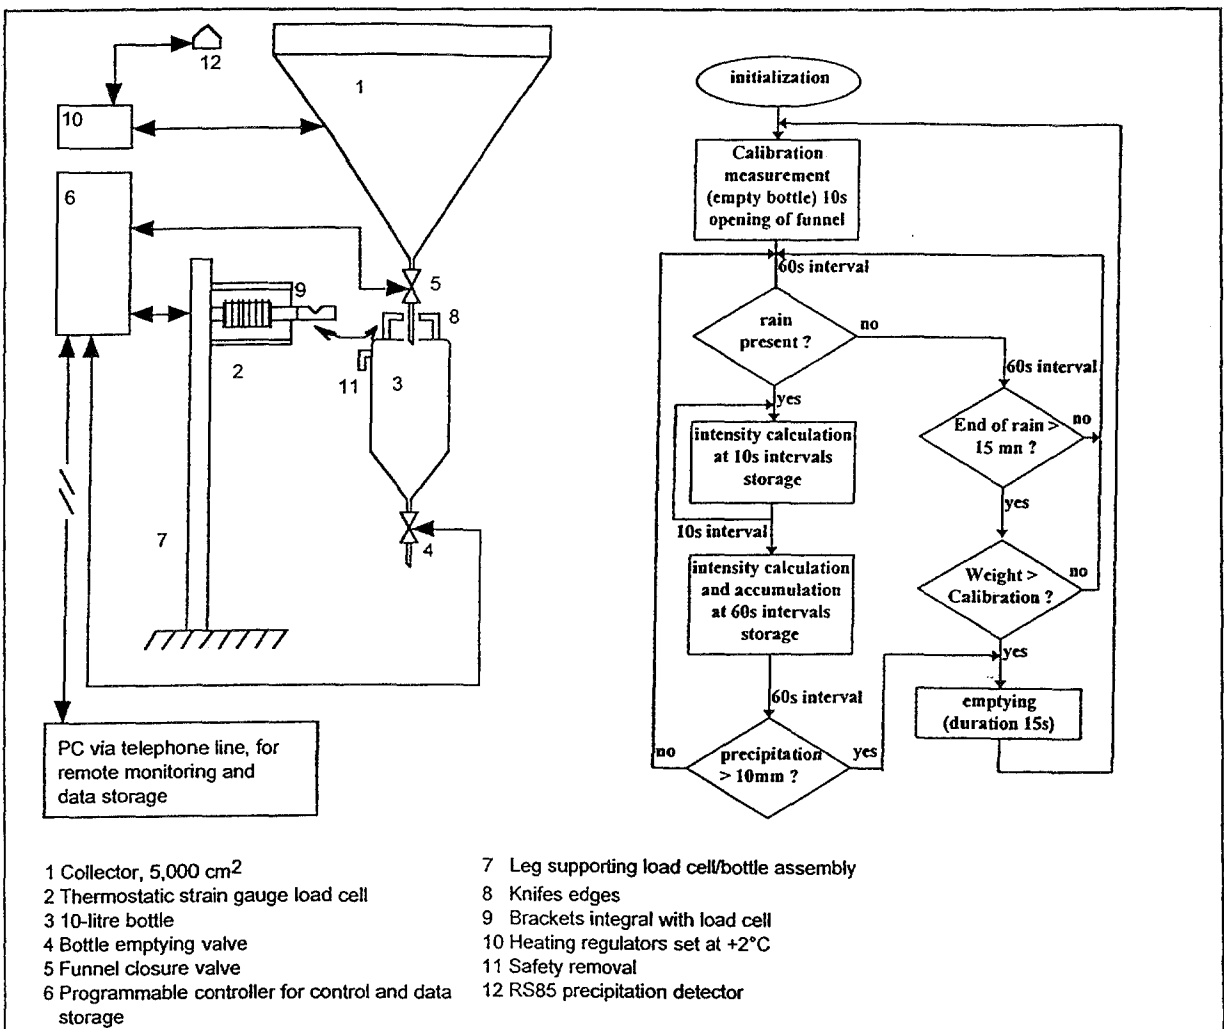 12
1
10
6
5
9
8
2
11
3
7
4
PC via telephone line, for
remote monitoring and
data storage
initialization
Calibration
measurement
(empty bottle) 10s
opening of funnel
60s interval
rain
present ?
no
60s interval
yes
End of rain >
15 mn ?
no
intensity calculation
at 10s intervals
storage
yes
10s interval
intensity calculation
and accumulation
at 60s intervals
storage
Weight >
Calibration ?
no
yes
60s interval
emptying
(duration 15s)
no
precipitation
> 10mm ?
yes
1 Collector, 5,000 cm²
2 Thermostatic strain gauge load cell
3 10-litre bottle
4 Bottle emptying valve
5 Funnel closure valve
6 Programmable controller for control and data
storage
7 Leg supporting load cell/bottle assembly
8 Knifes edges
9 Brackets integral with load cell
10 Heating regulators set at +2°C
11 Safety removal
12 RS85 precipitation detector